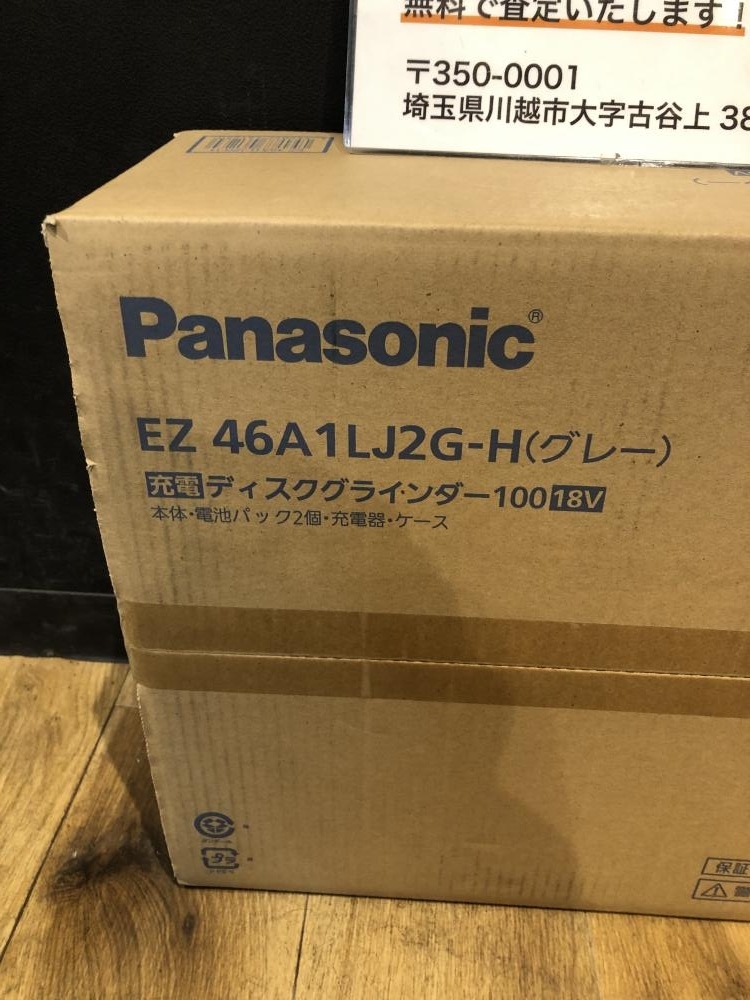 無料で査定いたします！
〒350-0001
埼玉県川越市大字古谷上 38
Panasonic®
EZ 46A1LJ2G-H(グレー)
充電ディスクグラインダー100 18V
本体・電池パック2個・充電器・ケース
保証